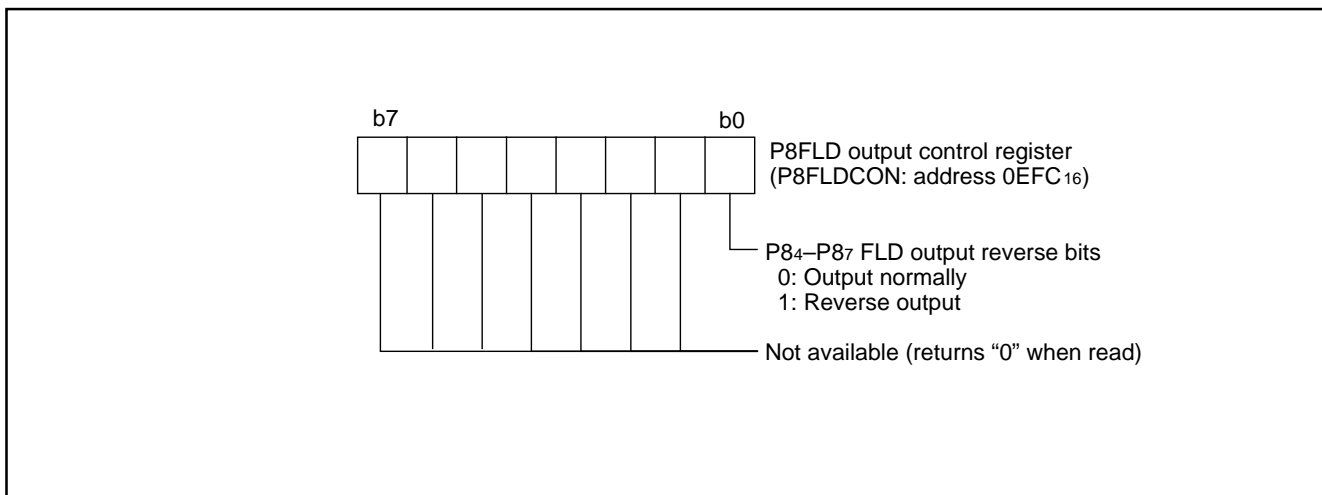 b7 b0
P8FLD output control register
(P8FLDCON: address 0EFC16)
P84–P87 FLD output reverse bits
0: Output normally
1: Reverse output
Not available (returns “0” when read)